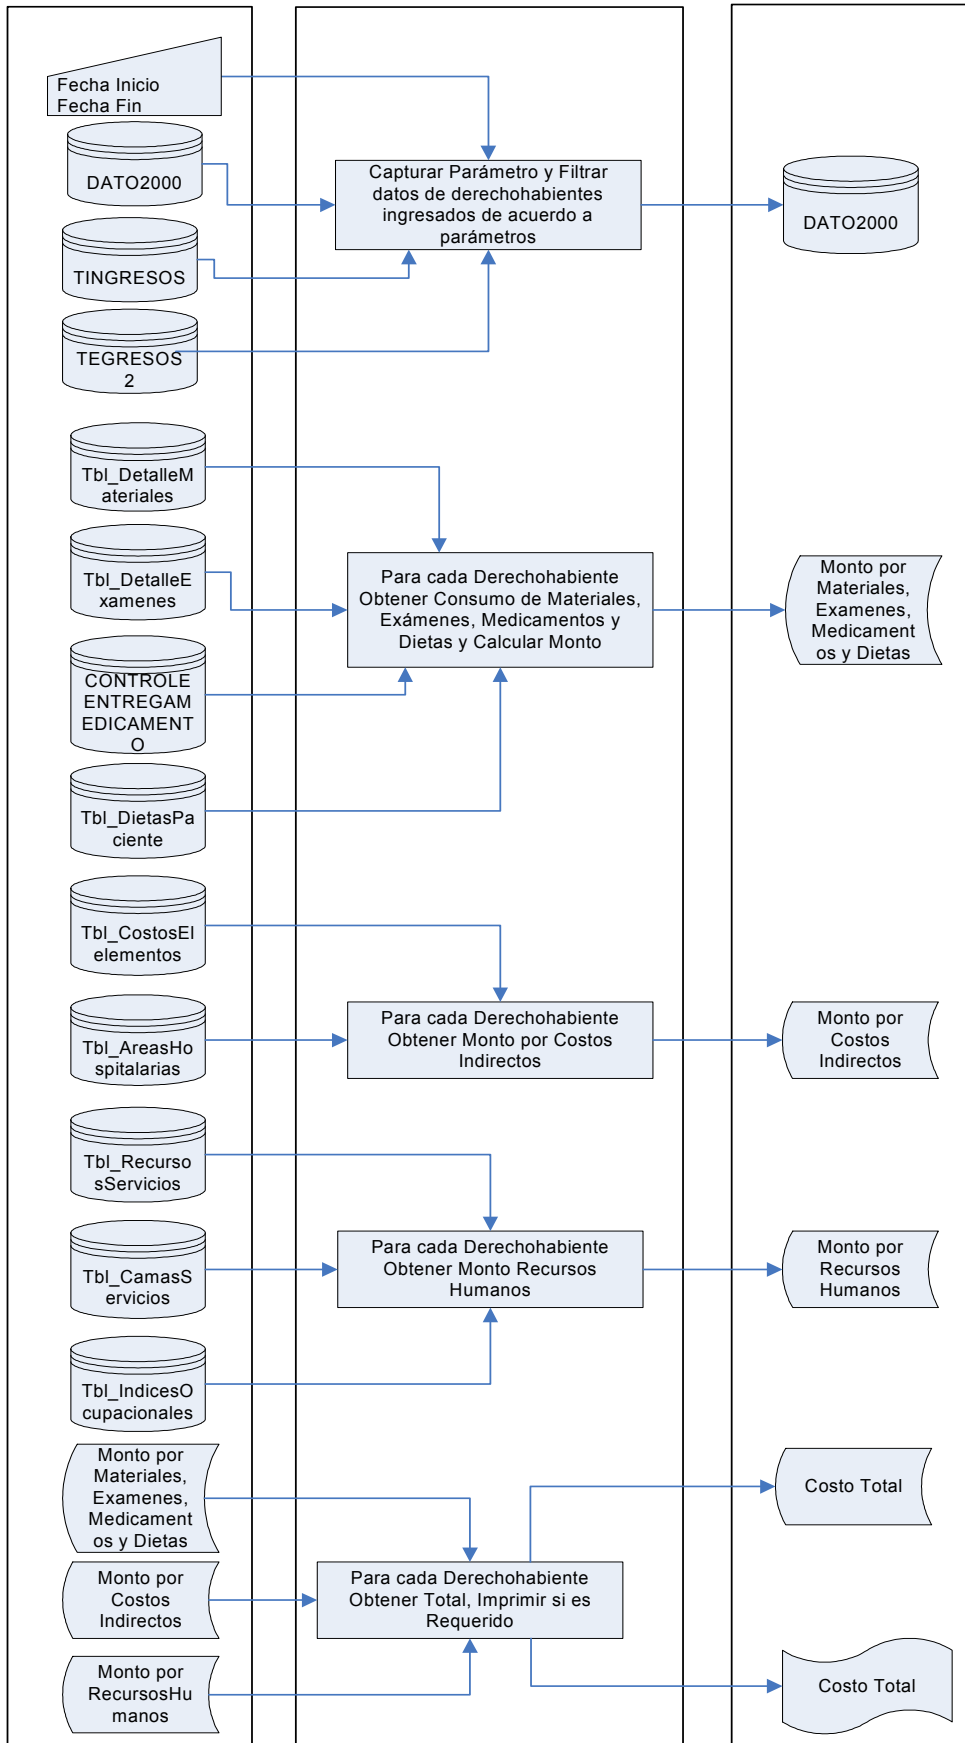 Fecha Inicio
Fecha Fin
DATO2000
TINGRESOS
TEGRESOS
2
Capturar Parámetro y Filtrar
datos de derechohabientes
ingresados de acuerdo a
parámetros
DATO2000
Tbl_DetalleM
ateriales
Tbl_DetalleE
xamenes
CONTROLE
ENTREGAM
EDICAMENT
O
Tbl_DietasPa
ciente
Para cada Derechohabiente
Obtener Consumo de Materiales,
Exámenes, Medicamentos y
Dietas y Calcular Monto
Monto por
Materiales,
Examenes,
Medicament
os y Dietas
Tbl_CostosEl
elementos
Tbl_AreasHo
spitalarias
Para cada Derechohabiente
Obtener Monto por Costos
Indirectos
Monto por
Costos
Indirectos
Tbl_Recurso
sServicios
Tbl_CamasS
ervicios
Tbl_IndicesO
cupacionales
Para cada Derechohabiente
Obtener Monto Recursos
Humanos
Monto por
Recursos
Humanos
Monto por
Materiales,
Examenes,
Medicament
os y Dietas
Monto por
Costos
Indirectos
Monto por
RecursosHu
manos
Para cada Derechohabiente
Obtener Total, Imprimir si es
Requerido
Costo Total
Costo Total